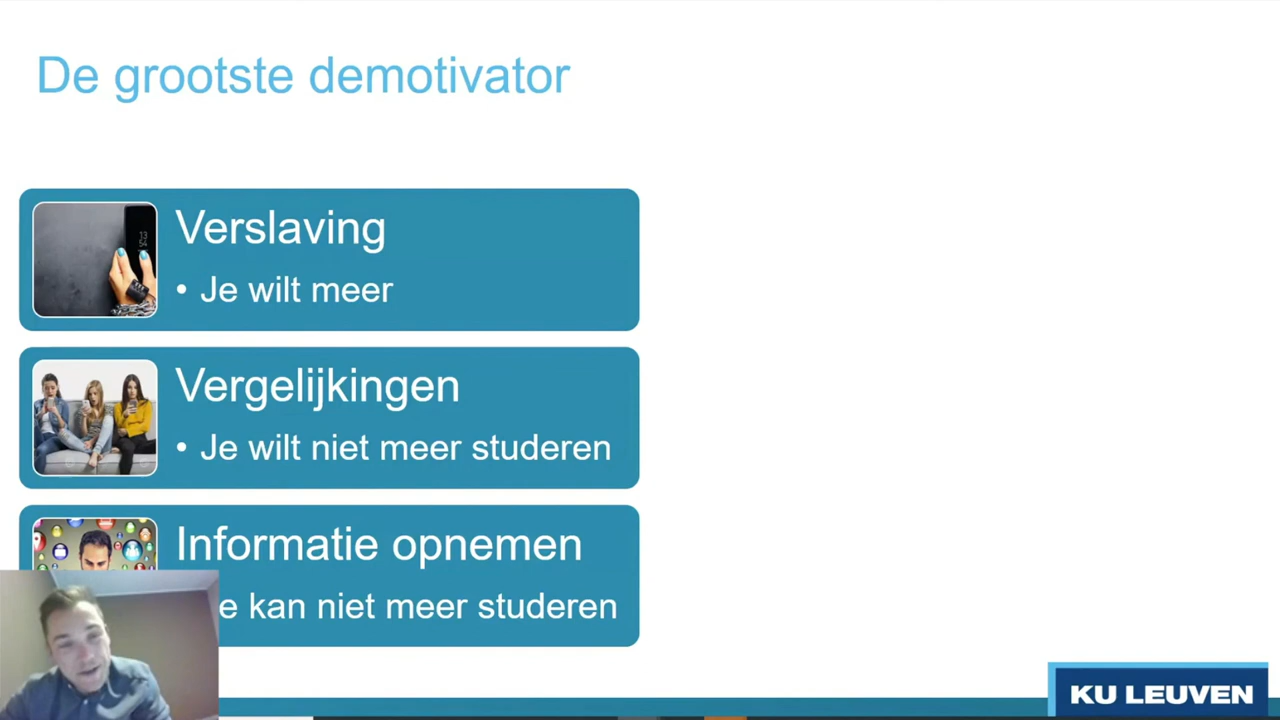 De grootste demotivator
Verslaving
• Je wilt meer
Vergelijkingen
• Je wilt niet meer studeren
Informatie opnemen
e kan niet meer studeren
KU LEUVEN